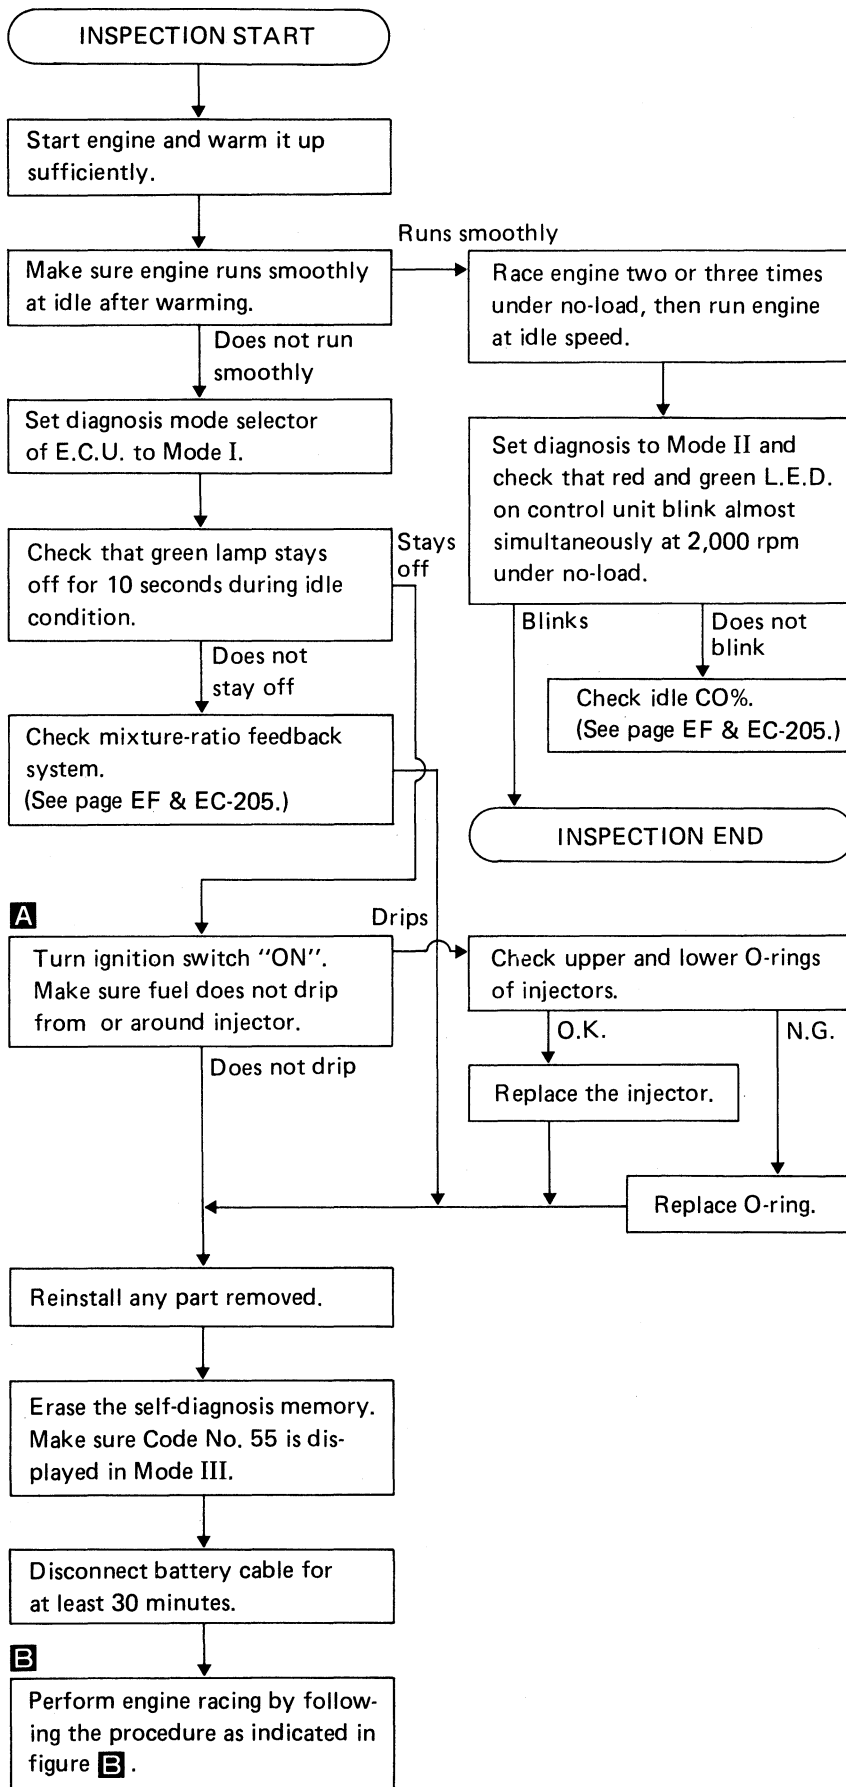 INSPECTION START
Start engine and warm it up
sufficiently.
Runs smoothly
Make sure engine runs smoothly
at idle after warming.
Race engine two or three times
under no-load, then run engine
at idle speed.
Does not run
smoothly
Set diagnosis mode selector
of E.C.U. to Mode I.
Set diagnosis to Mode II and
check that red and green L.E.D.
on control unit blink almost
simultaneously at 2,000 rpm
under no-load.
Check that green lamp stays
off for 10 seconds during idle
condition.
Stays
off
Blinks
Does not
blink
Does not
stay off
Check idle CO%.
(See page EF & EC-205.)
Check mixture-ratio feedback
system.
(See page EF & EC-205.)
INSPECTION END
A
Drips
Turn ignition switch "ON".
Make sure fuel does not drip
from or around injector.
Check upper and lower O-rings
of injectors.
O.K.
N.G.
Does not drip
Replace the injector.
Replace O-ring.
Reinstall any part removed.
Erase the self-diagnosis memory.
Make sure Code No. 55 is dis-
played in Mode III.
Disconnect battery cable for
at least 30 minutes.
B
Perform engine racing by follow-
ing the procedure as indicated in
figure B .